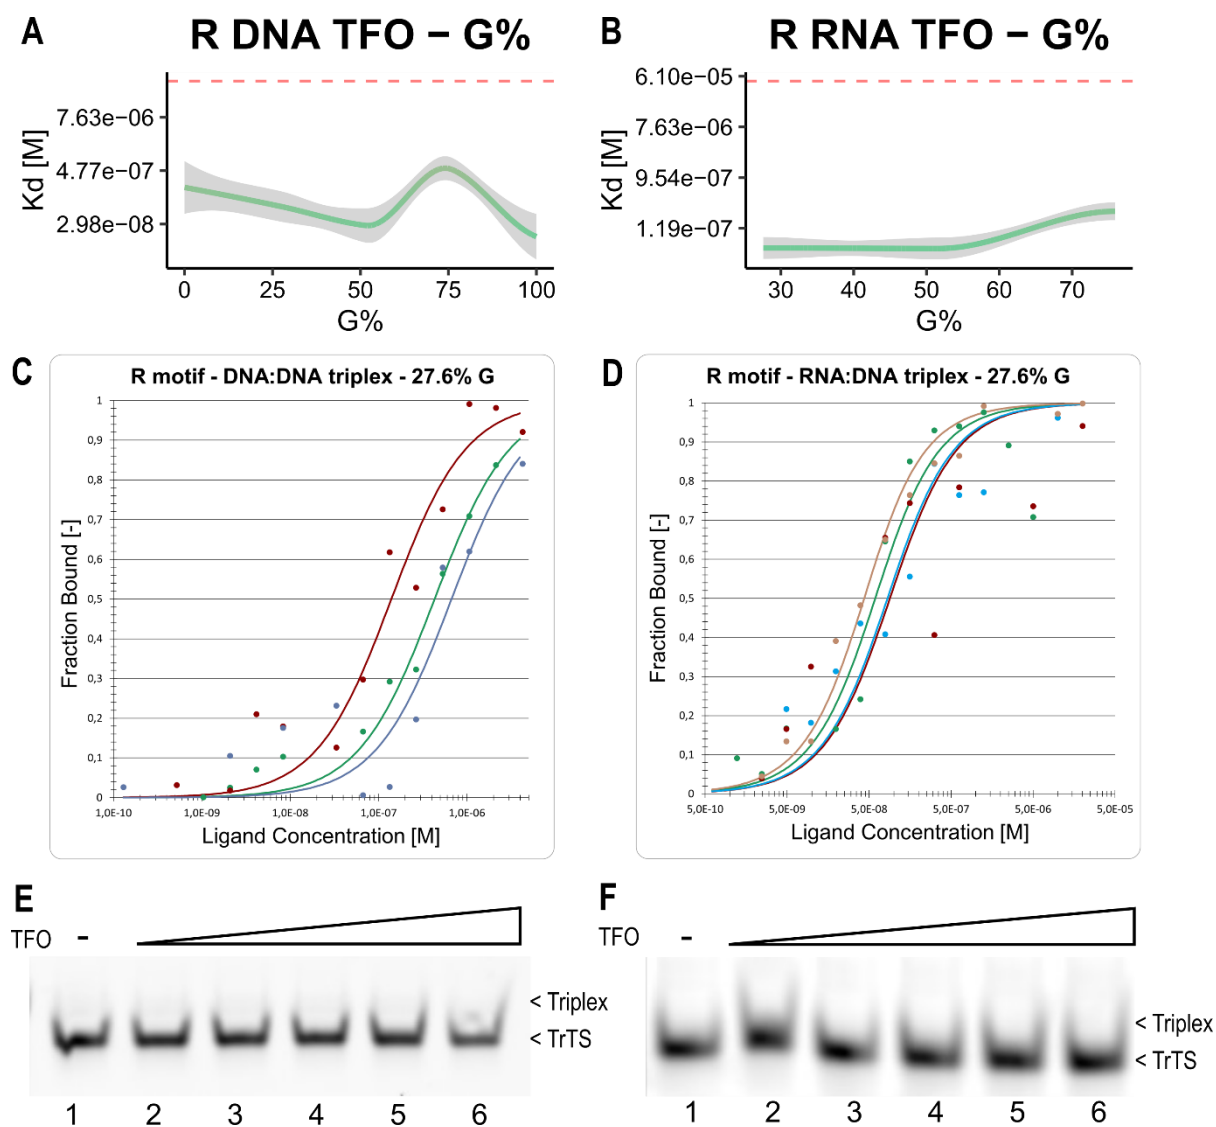 A
R DNA TFO – G%
Kd [M]
7.63e−06
4.77e−07
2.98e−08
0 25 50 75 100
G%
B
R RNA TFO – G%
Kd [M]
6.10e−05
7.63e−06
9.54e−07
1.19e−07
30 40 50 60 70
G%
C
R motif - DNA:DNA triplex - 27.6% G
Fraction Bound [-]
1
0,9
0,8
0,7
0,6
0,5
0,4
0,3
0,2
0,1
0
1,0E-10 1,0E-09 1,0E-08 1,0E-07 1,0E-06
Ligand Concentration [M]
D
R motif - RNA:DNA triplex - 27.6% G
Fraction Bound [-]
1
0,9
0,8
0,7
0,6
0,5
0,4
0,3
0,2
0,1
0
5,0E-10 5,0E-09 5,0E-08 5,0E-07 5,0E-06 5,0E-05
Ligand Concentration [M]
E
TFO -
< Triplex
< TrTS
1 2 3 4 5 6
F
TFO -
< Triplex
< TrTS
1 2 3 4 5 6